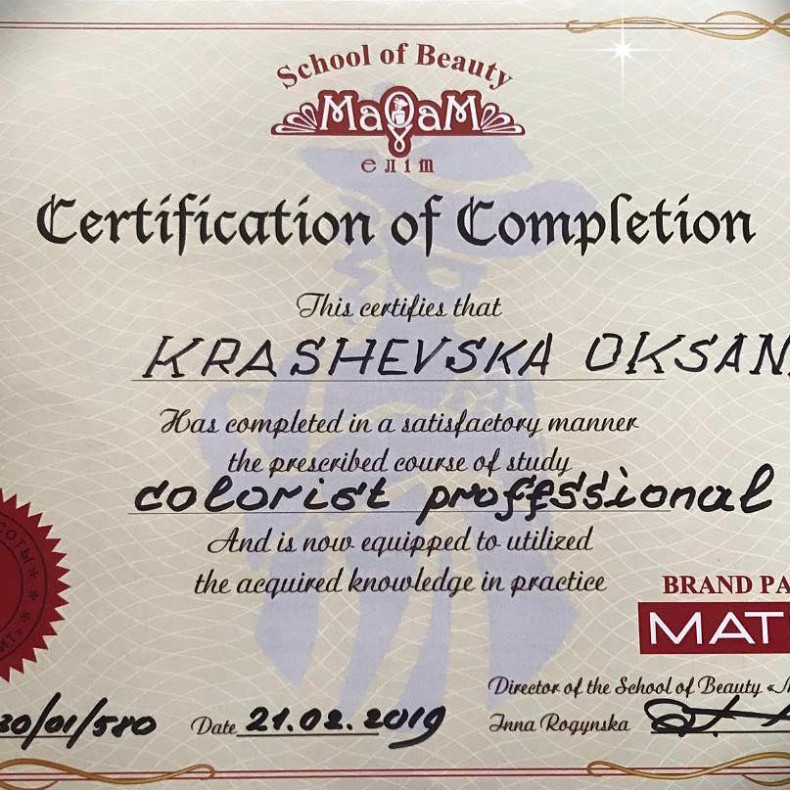 School of Beauty
MaDaM
еліт
Certification of Completion
This certifies that
KRASHEVSKA OKSAN
Has completed in a satisfactory manner
the prescribed course of study
colorist proffssional
And is now equipped to utilized
the acquired knowledge in practice
BRAND PA
MAT
Director of the School of Beauty «
30/01/580 Date 21.02.2019 Inna Rogynska